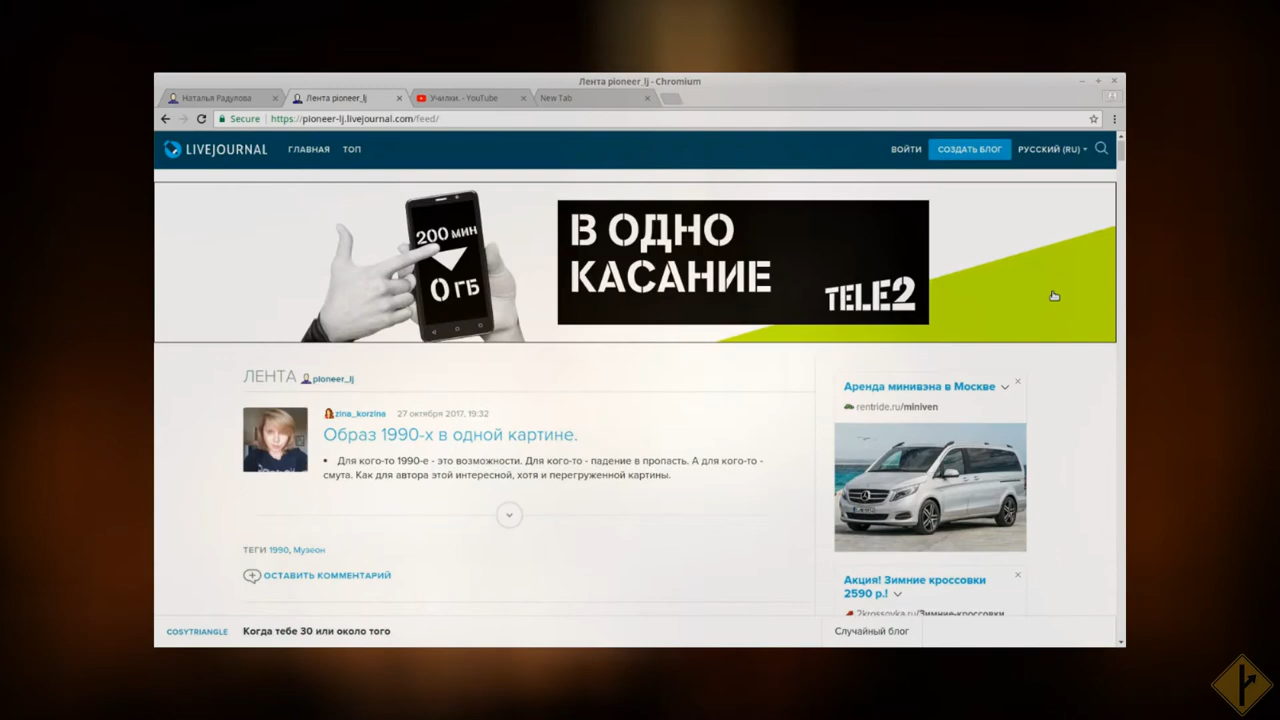 Лента pioneer_lj - Chromium
Наталья Радулова
Лента pioneer_lj
Училки. - YouTube
New Tab
Secure
https://pioneer-lj.livejournal.com/feed/
LIVEJOURNAL
ГЛАВНАЯ
ТОП
ВОЙТИ
СОЗДАТЬ БЛОГ
РУССКИЙ (RU)
200 МИН
0 ГБ
В ОДНО
КАСАНИЕ
TELE2
ЛЕНТА pioneer_lj
zina_korzina 27 октября 2017, 19:32
Образ 1990-х в одной картине.
• Для кого-то 1990-е - это возможности. Для кого-то - падение в пропасть. А для кого-то -
смута. Как для автора этой интересной, хотя и перегруженной картины.
ТЕГИ 1990, Музеон
ОСТАВИТЬ КОММЕНТАРИЙ
Аренда минивэна в Москве
rentride.ru/miniven
Акция! Зимние кроссовки
2590 р.!
2krossovka.ru/Зимние-кроссовки
COSYTRIANGLE
Когда тебе 30 или около того
Случайный блог